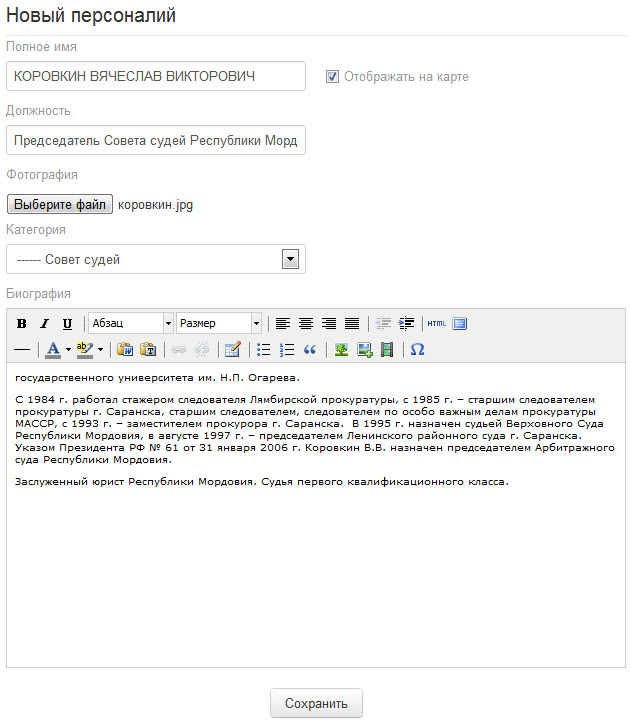 Новый персоналий
Полное имя
КОРОВКИН ВЯЧЕСЛАВ ВИКТОРОВИЧ
Отображать на карте
Должность
Председатель Совета судей Республики Морд
Фотография
Выберите файл коровкин.jpg
Категория
------ Совет судей
Биография
B I U Абзац Размер HTML
A ab W T Ω
государственного университета им. Н.П. Огарева.
С 1984 г. работал стажером следователя Лямбирской прокуратуры, с 1985 г. – старшим следователем
прокуратуры г. Саранска, старшим следователем, следователем по особо важным делам прокуратуры
МАССР, с 1993 г. – заместителем прокурора г. Саранска. В 1995 г. назначен судьей Верховного Суда
Республики Мордовия, в августе 1997 г. – председателем Ленинского районного суда г. Саранска.
Указом Президента РФ № 61 от 31 января 2006 г. Коровкин В.В. назначен председателем Арбитражного
суда Республики Мордовия.
Заслуженный юрист Республики Мордовия. Судья первого квалификационного класса.
Сохранить